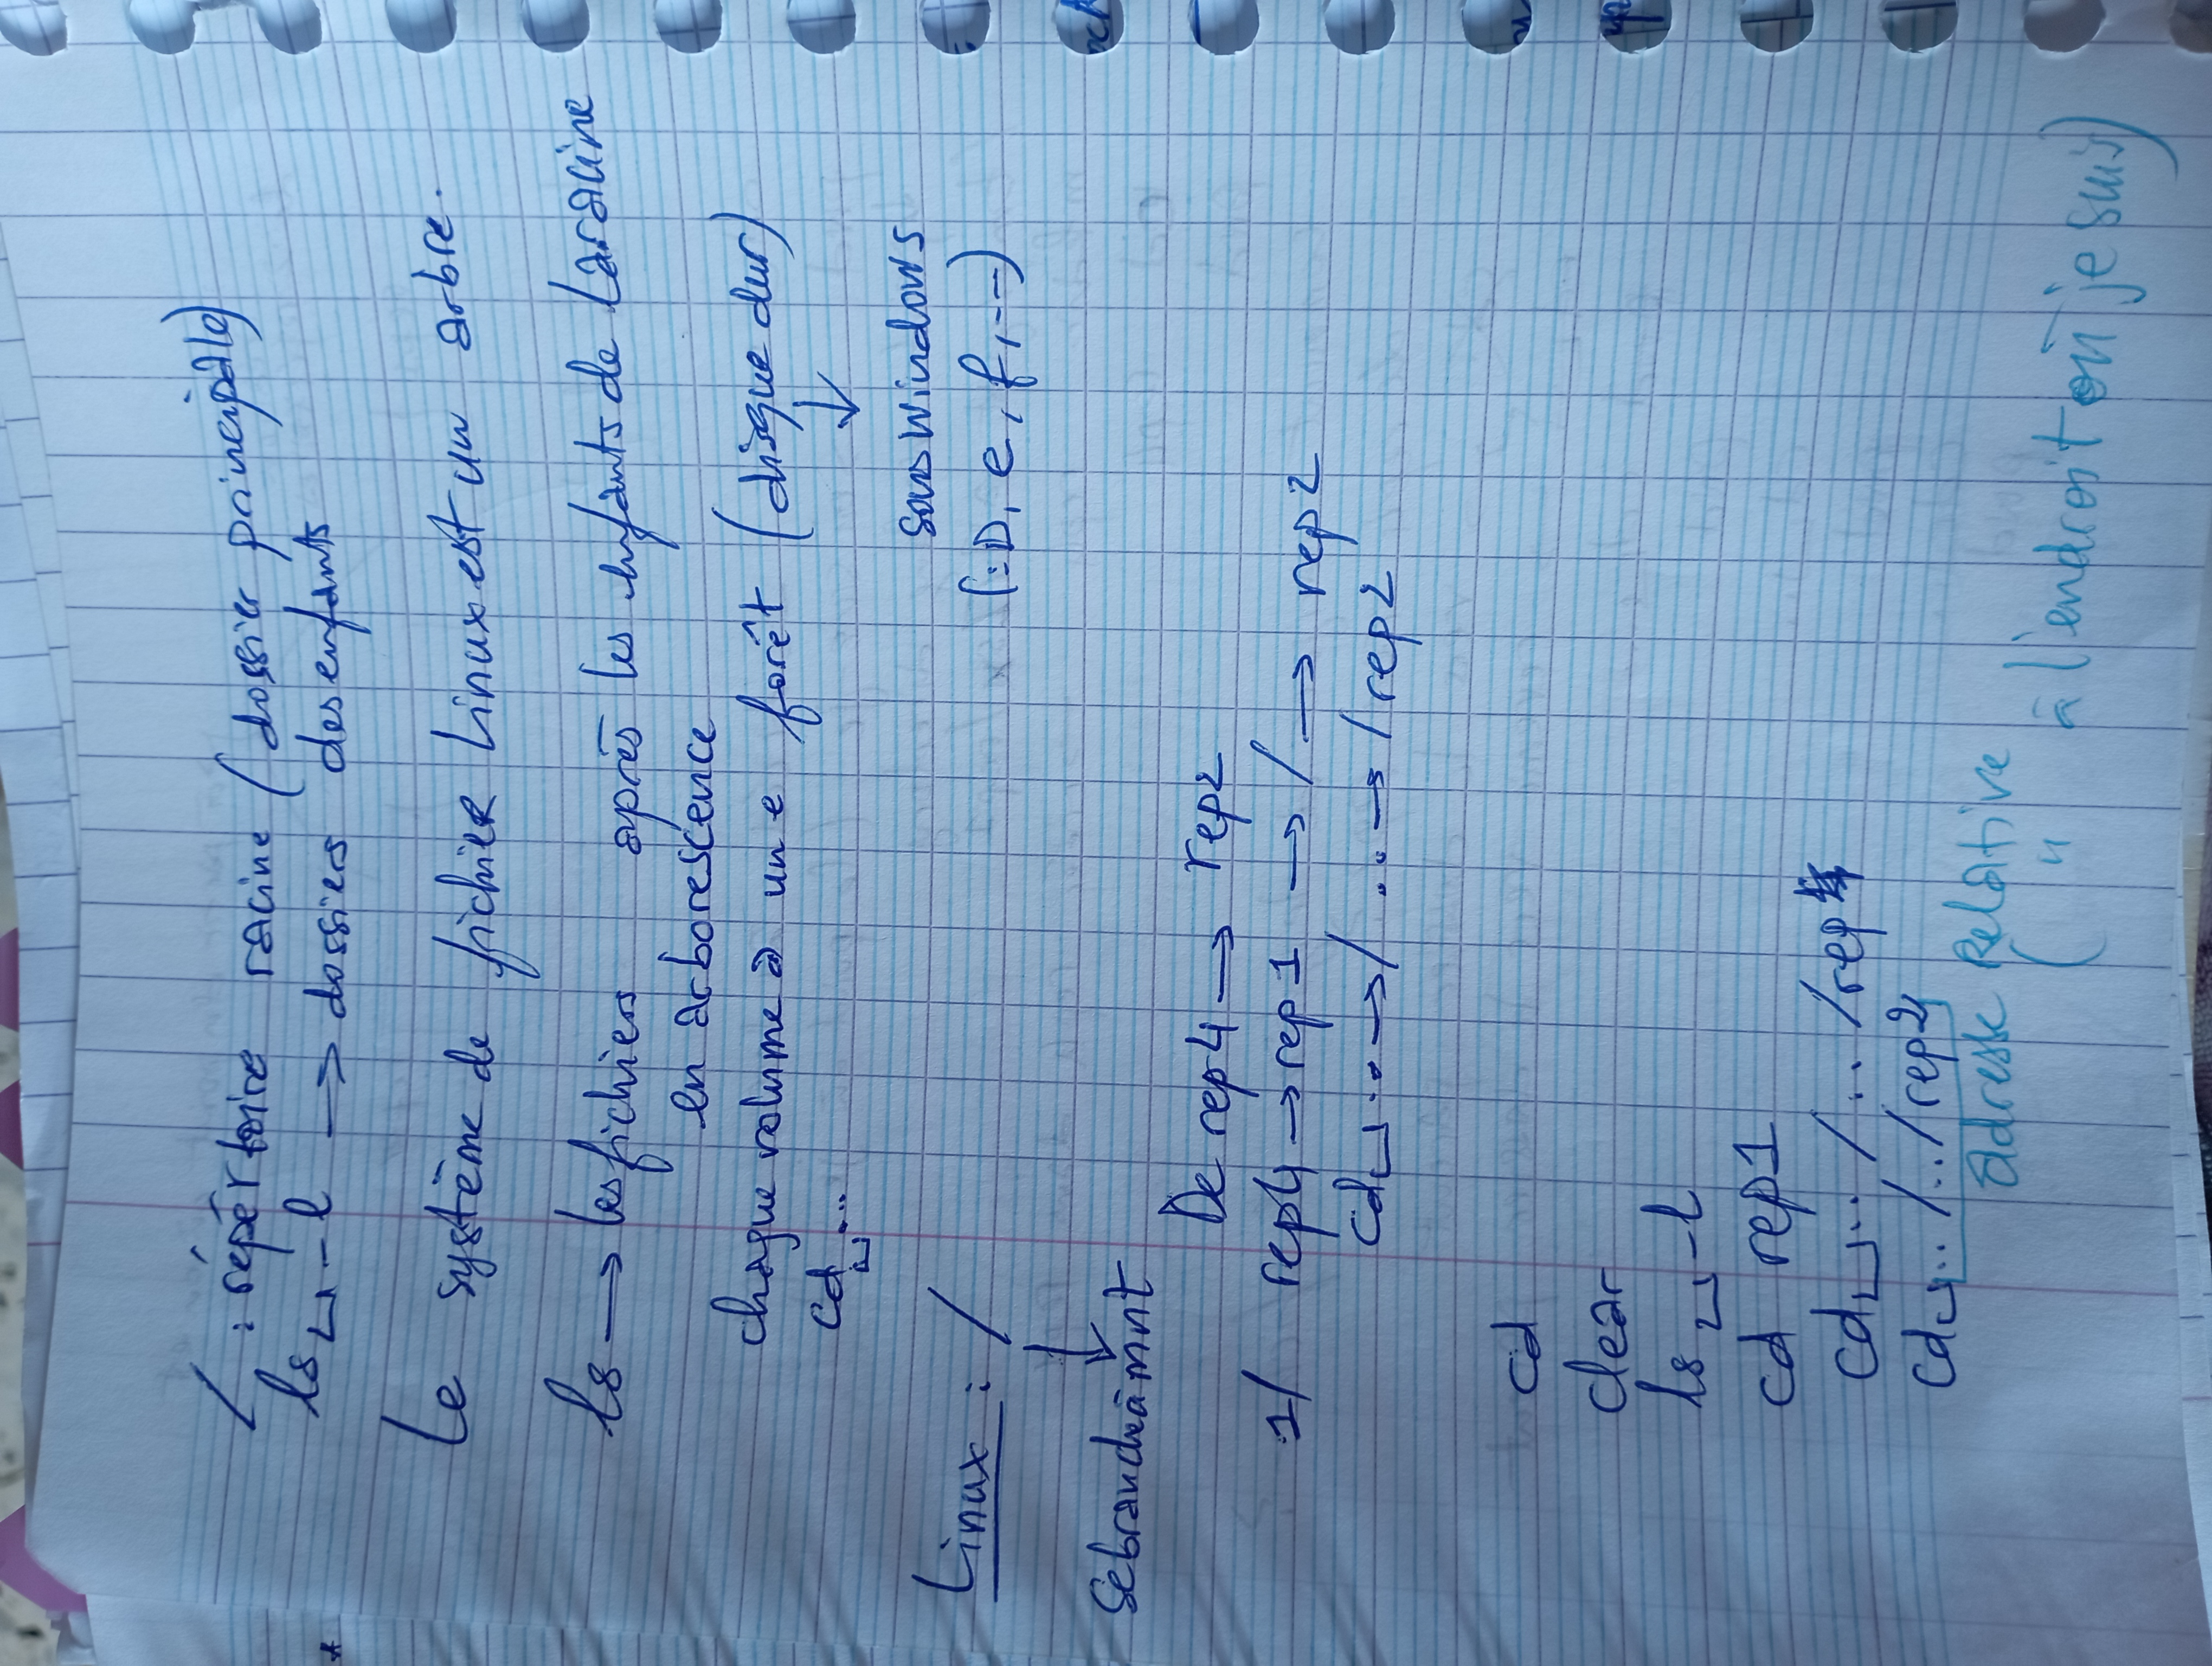 / : répertoire racine (dossier principale)
ls␣-l → dossiers des enfants
Le système de fichier Linux est un arbre.
ls → les fichiers après les enfants de la racine
en arborescence
chaque volume a une forêt (disque dur)
cd␣.. ↓
sous Windows
Linux : / (:D, e, f, --)
↓
Sebrandeamnt
De rep4 → rep2
1/ rep4 → rep1 → / → rep2
cd␣.. → / .. → /rep2
cd
clear
ls␣-l
cd rep1
cd␣.. / .. /rep
cd␣.. / .. /rep2
adresse Relative
( " à l'endroit où je suis)